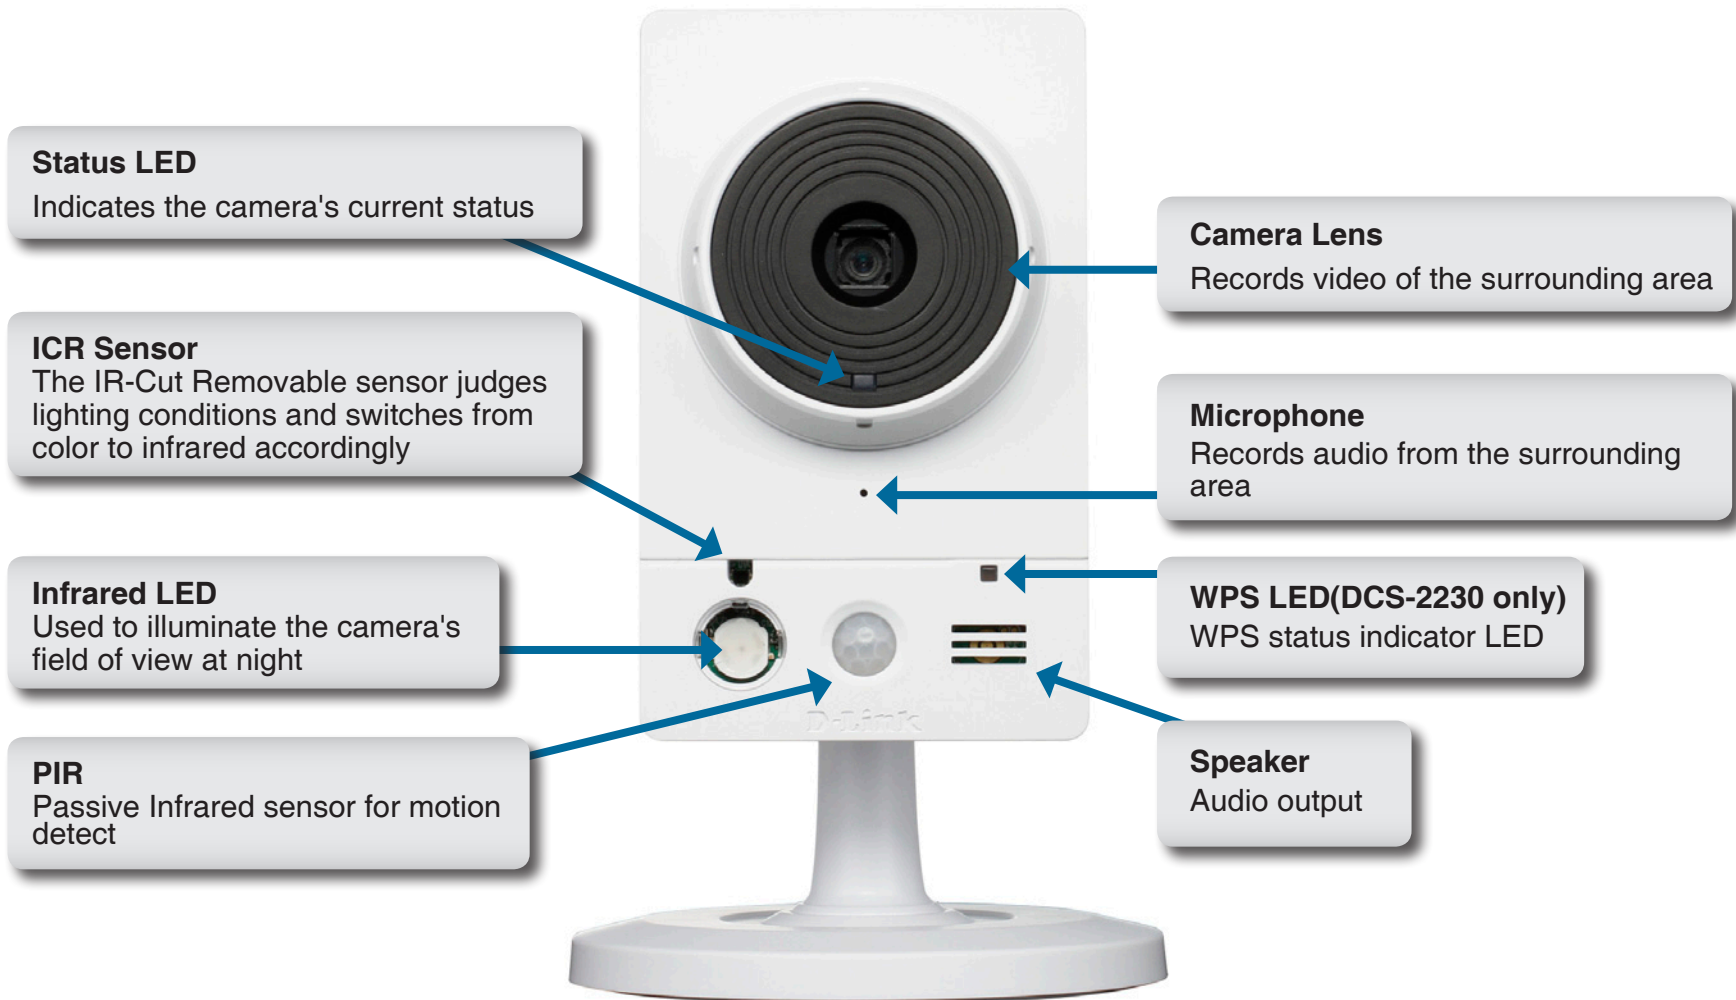 Status LED
Indicates the camera's current status
ICR Sensor
The IR-Cut Removable sensor judges
lighting conditions and switches from
color to infrared accordingly
Infrared LED
Used to illuminate the camera's
field of view at night
PIR
Passive Infrared sensor for motion
detect
Camera Lens
Records video of the surrounding area
Microphone
Records audio from the surrounding
area
WPS LED(DCS-2230 only)
WPS status indicator LED
Speaker
Audio output
D-Link